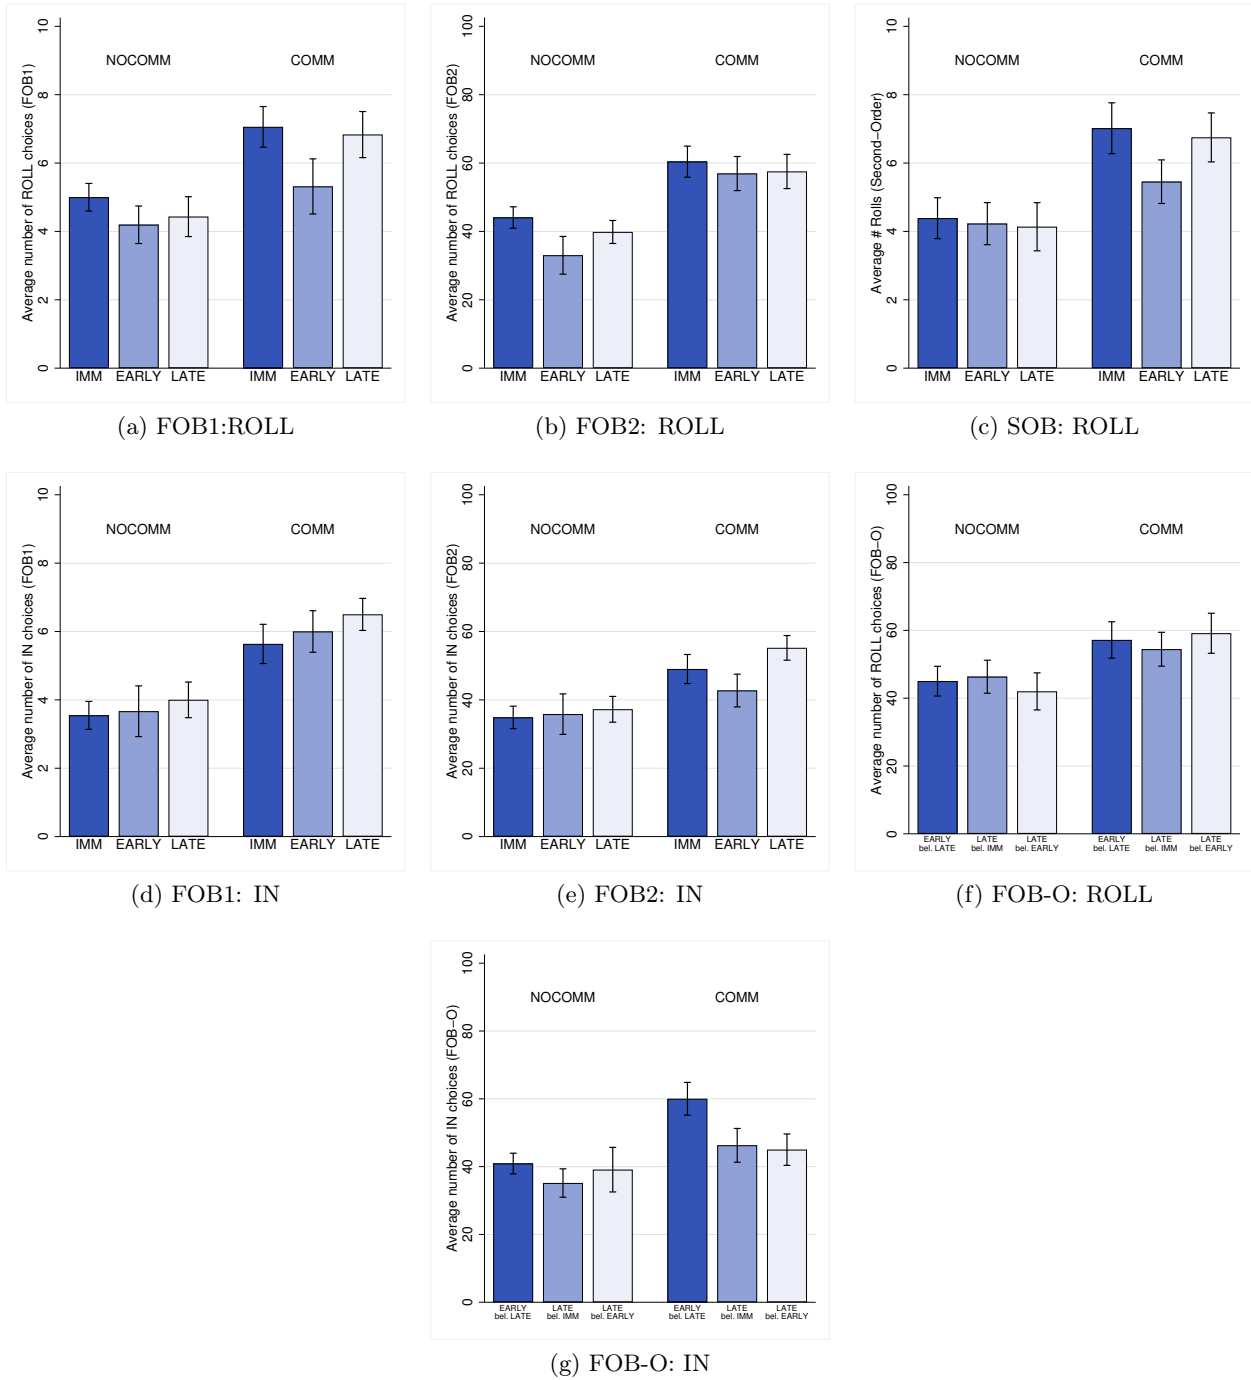 Average number of ROLL choices (FOB1)
0 2 4 6 8 10
NOCOMM COMM
IMM EARLY LATE IMM EARLY LATE
(a) FOB1:ROLL
Average number of ROLL choices (FOB2)
0 20 40 60 80 100
NOCOMM COMM
IMM EARLY LATE IMM EARLY LATE
(b) FOB2: ROLL
Average # Rolls (Second−Order)
0 2 4 6 8 10
NOCOMM COMM
IMM EARLY LATE IMM EARLY LATE
(c) SOB: ROLL
Average number of IN choices (FOB1)
0 2 4 6 8 10
NOCOMM COMM
IMM EARLY LATE IMM EARLY LATE
(d) FOB1: IN
Average number of IN choices (FOB2)
0 20 40 60 80 100
NOCOMM COMM
IMM EARLY LATE IMM EARLY LATE
(e) FOB2: IN
Average number of ROLL choices (FOB−O)
0 20 40 60 80 100
NOCOMM COMM
EARLY LATE LATE EARLY LATE LATE
bel. LATE bel. IMM bel. EARLY bel. LATE bel. IMM bel. EARLY
(f) FOB-O: ROLL
Average number of IN choices (FOB−O)
0 20 40 60 80 100
NOCOMM COMM
EARLY LATE LATE EARLY LATE LATE
bel. LATE bel. IMM bel. EARLY bel. LATE bel. IMM bel. EARLY
(g) FOB-O: IN